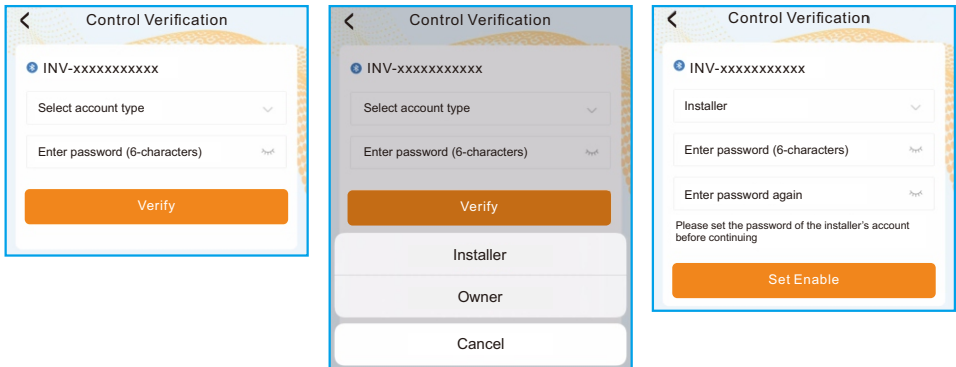 Control Verification
INV-xxxxxxxxxxx
Select account type
Enter password (6-characters)
Verify
Control Verification
INV-xxxxxxxxxxx
Select account type
Enter password (6-characters)
Verify
Installer
Owner
Cancel
Control Verification
INV-xxxxxxxxxxx
Installer
Enter password (6-characters)
Enter password again
Please set the password of the installer's account
before continuing
Set Enable